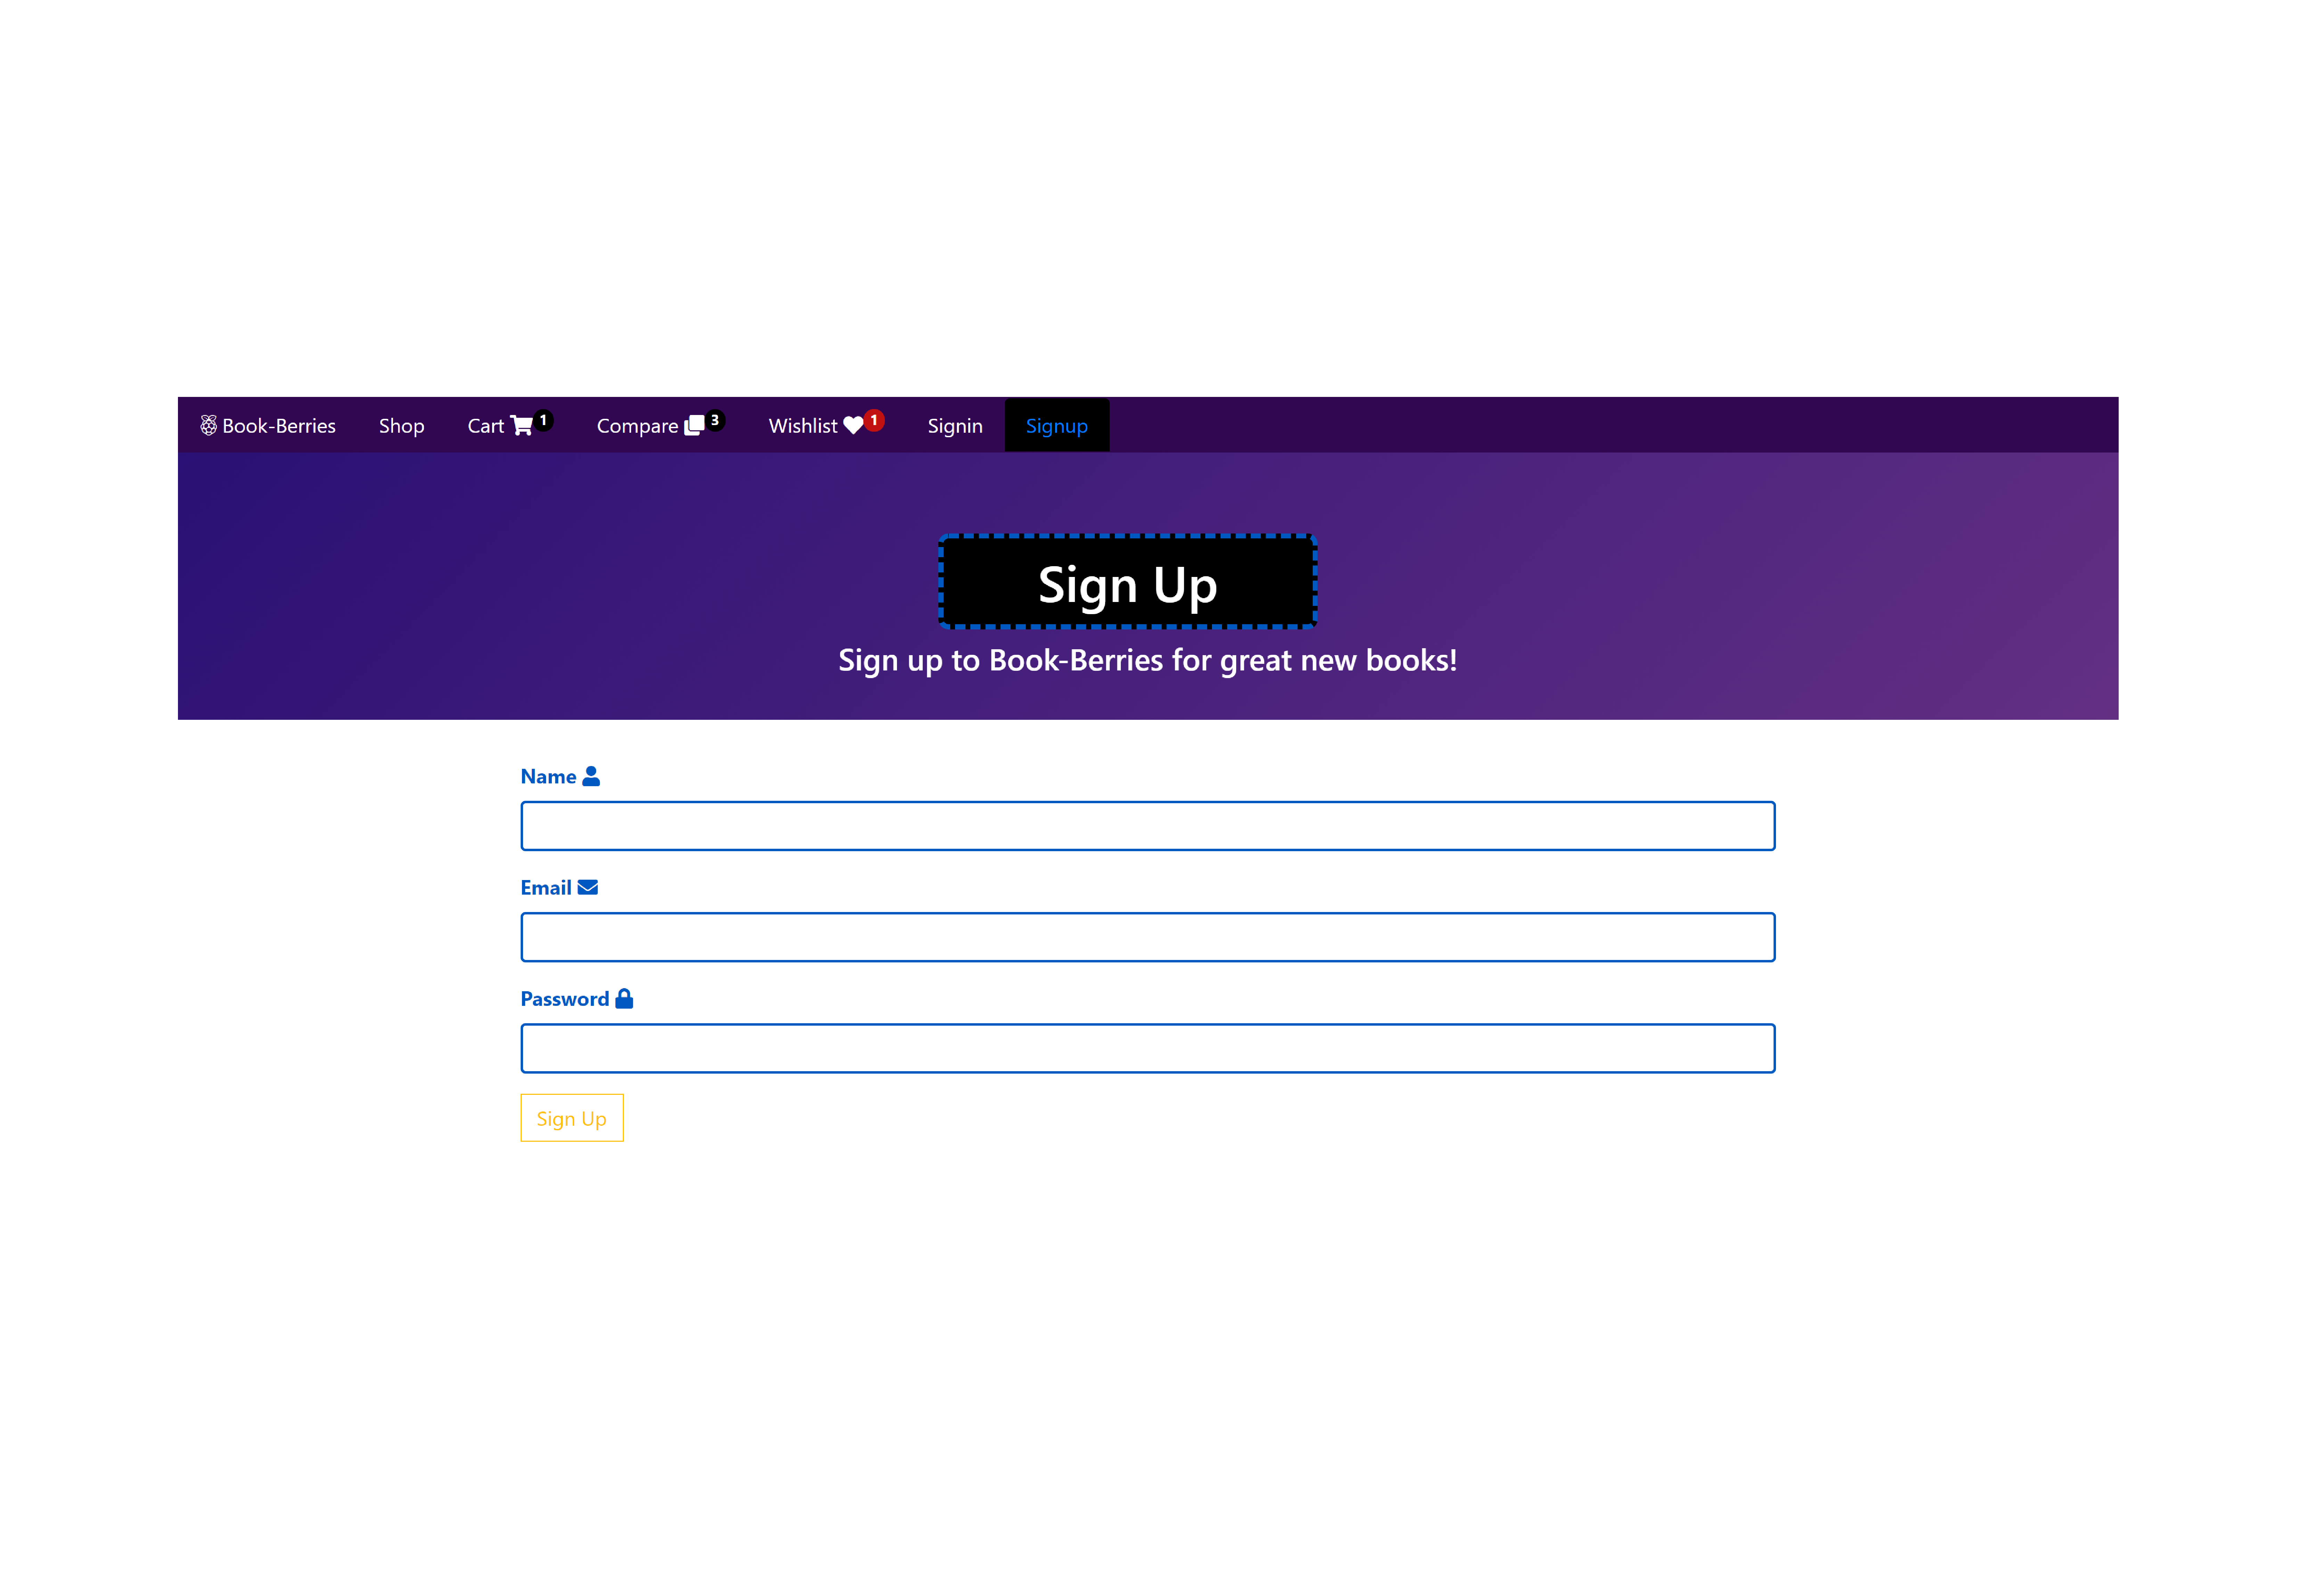 Book-Berries Shop Cart 1 Compare 3 Wishlist 1 Signin Signup
Sign Up
Sign up to Book-Berries for great new books!
Name
Email
Password
Sign Up